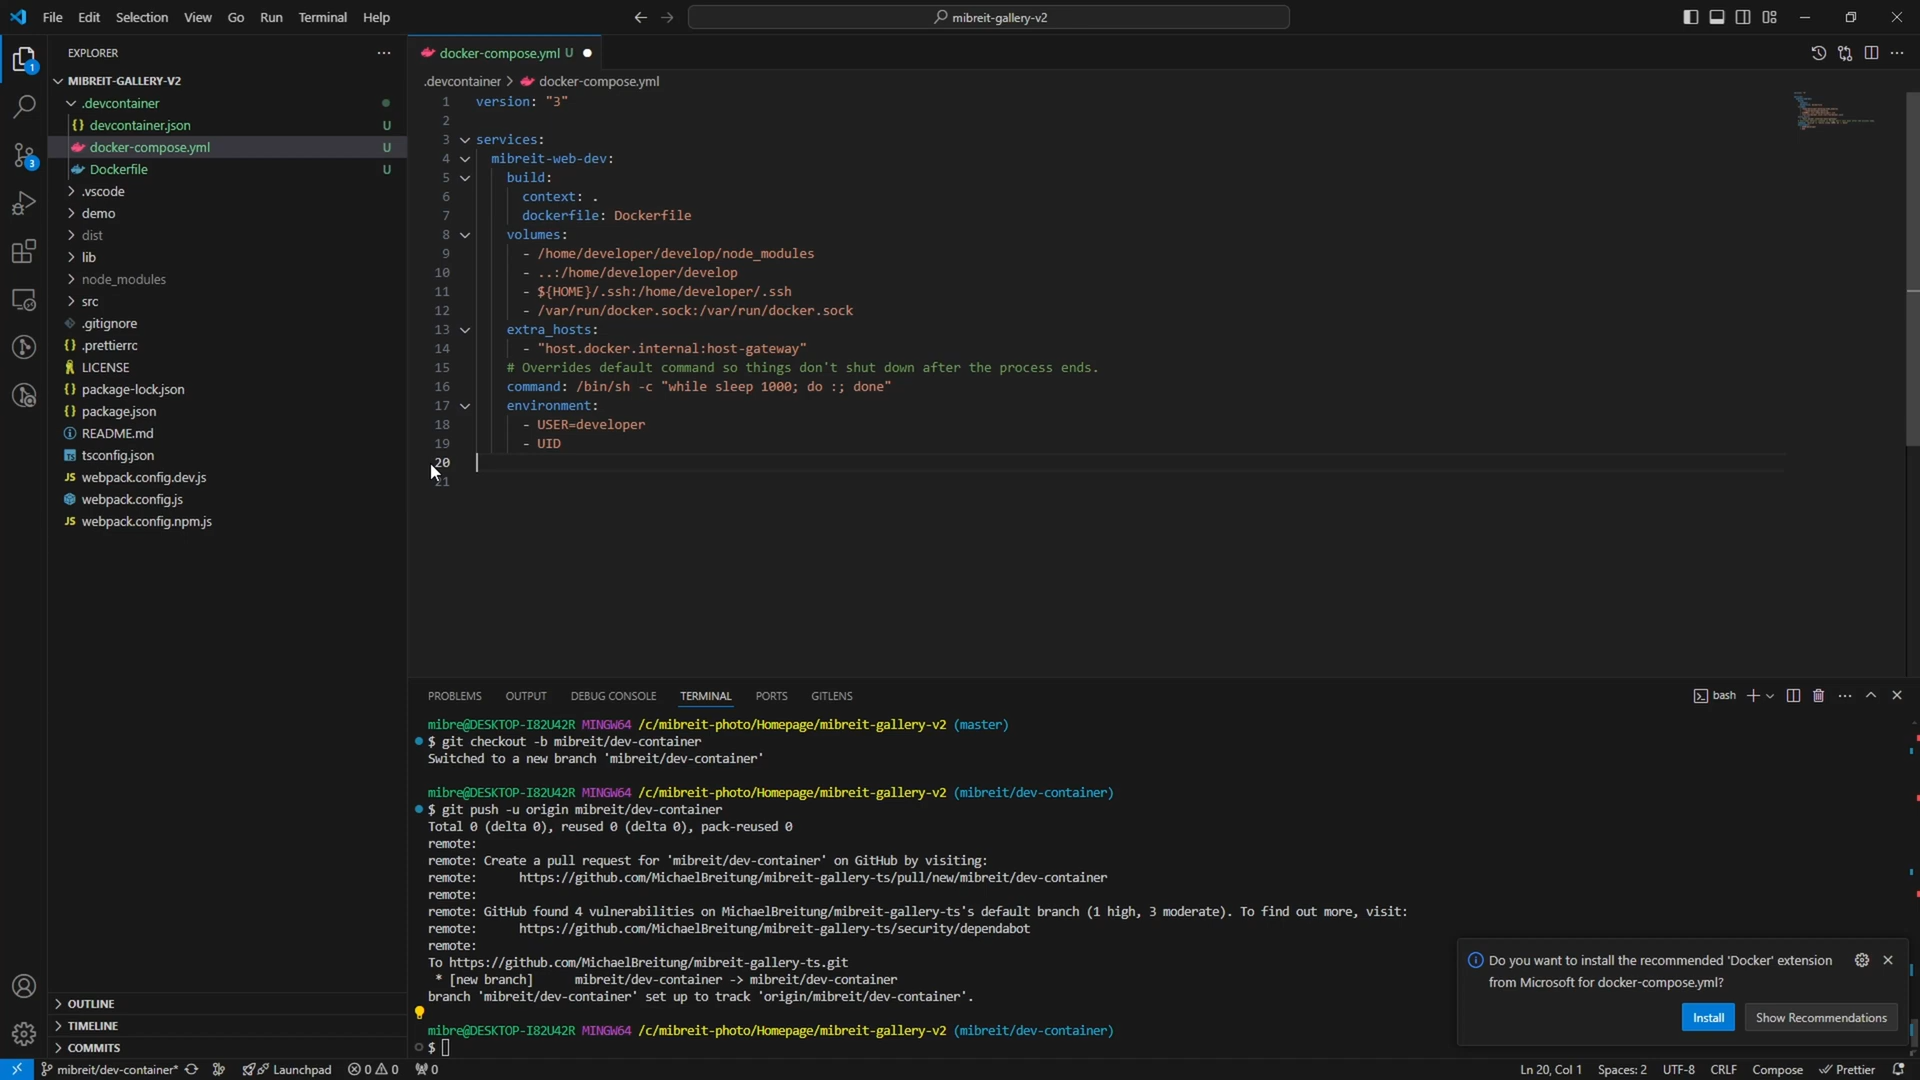 File Edit Selection View Go Run Terminal Help
mibreit-gallery-v2
EXPLORER
MIBREIT-GALLERY-V2
.devcontainer
devcontainer.json U
docker-compose.yml U
Dockerfile U
.vscode
demo
dist
lib
node_modules
src
.gitignore
.prettierrc
LICENSE
package-lock.json
package.json
README.md
tsconfig.json
JS webpack.config.dev.js
webpack.config.js
JS webpack.config.npm.js
OUTLINE
TIMELINE
COMMITS
1
3
docker-compose.yml U
.devcontainer > docker-compose.yml
1 version: "3"
2
3 services:
4 mibreit-web-dev:
5 build:
6 context: .
7 dockerfile: Dockerfile
8 volumes:
9 - /home/developer/develop/node_modules
10 - ..:/home/developer/develop
11 - ${HOME}/.ssh:/home/developer/.ssh
12 - /var/run/docker.sock:/var/run/docker.sock
13 extra_hosts:
14 - "host.docker.internal:host-gateway"
15 # Overrides default command so things don't shut down after the process ends.
16 command: /bin/sh -c "while sleep 1000; do :; done"
17 environment:
18 - USER=developer
19 - UID
20
21
PROBLEMS OUTPUT DEBUG CONSOLE TERMINAL PORTS GITLENS
bash
mibre@DESKTOP-I82U42R MINGW64 /c/mibreit-photo/Homepage/mibreit-gallery-v2 (master)
$ git checkout -b mibreit/dev-container
Switched to a new branch 'mibreit/dev-container'
mibre@DESKTOP-I82U42R MINGW64 /c/mibreit-photo/Homepage/mibreit-gallery-v2 (mibreit/dev-container)
$ git push -u origin mibreit/dev-container
Total 0 (delta 0), reused 0 (delta 0), pack-reused 0
remote:
remote: Create a pull request for 'mibreit/dev-container' on GitHub by visiting:
remote: https://github.com/MichaelBreitung/mibreit-gallery-ts/pull/new/mibreit/dev-container
remote:
remote: GitHub found 4 vulnerabilities on MichaelBreitung/mibreit-gallery-ts's default branch (1 high, 3 moderate). To find out more, visit:
remote: https://github.com/MichaelBreitung/mibreit-gallery-ts/security/dependabot
remote:
To https://github.com/MichaelBreitung/mibreit-gallery-ts.git
* [new branch] mibreit/dev-container -> mibreit/dev-container
branch 'mibreit/dev-container' set up to track 'origin/mibreit/dev-container'.
mibre@DESKTOP-I82U42R MINGW64 /c/mibreit-photo/Homepage/mibreit-gallery-v2 (mibreit/dev-container)
$
Do you want to install the recommended 'Docker' extension
from Microsoft for docker-compose.yml?
Install Show Recommendations
mibreit/dev-container* Launchpad 0 0 0 Ln 20, Col 1 Spaces: 2 UTF-8 CRLF Compose Prettier